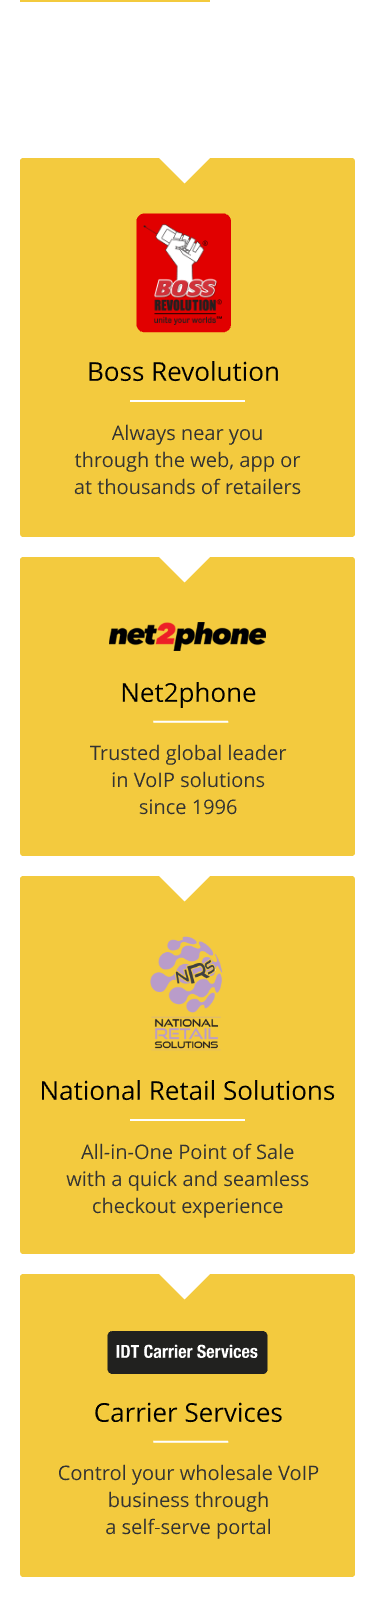 BOSS
REVOLUTION®
unite your worlds™
Boss Revolution
Always near you
through the web, app or
at thousands of retailers
net2phone
Net2phone
Trusted global leader
in VoIP solutions
since 1996
NRS
NATIONAL
RETAIL
SOLUTIONS
National Retail Solutions
All-in-One Point of Sale
with a quick and seamless
checkout experience
IDT Carrier Services
Carrier Services
Control your wholesale VoIP
business through
a self-serve portal